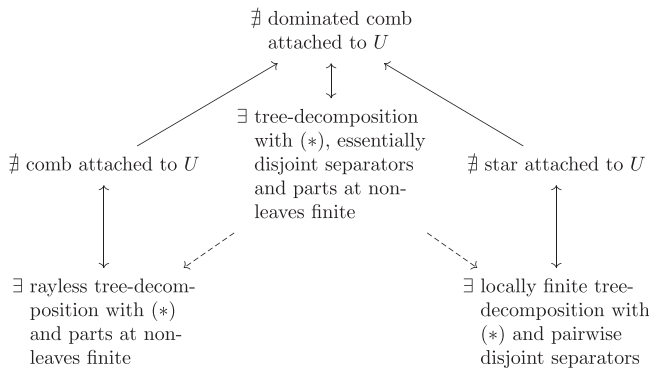 ∄ dominated comb
attached to U
∃ tree-decomposition
with (∗), essentially
disjoint separators
and parts at non-
leaves finite
∄ comb attached to U
∄ star attached to U
∃ rayless tree-decom-
position with (∗)
and parts at non-
leaves finite
∃ locally finite tree-
decomposition with
(∗) and pairwise
disjoint separators